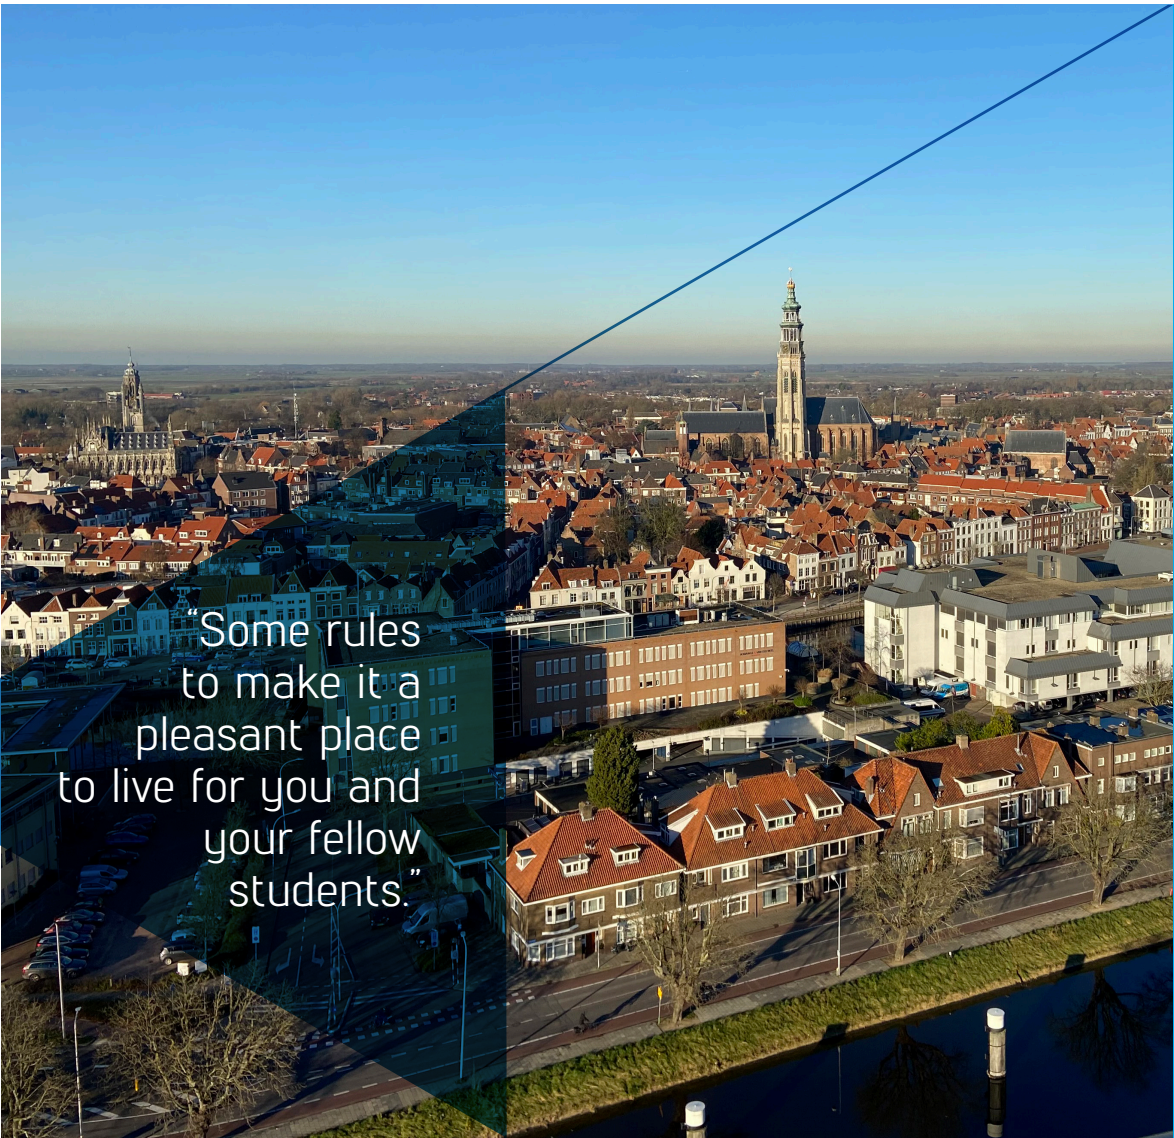 “Some rules
to make it a
pleasant place
to live for you and
your fellow
students.”